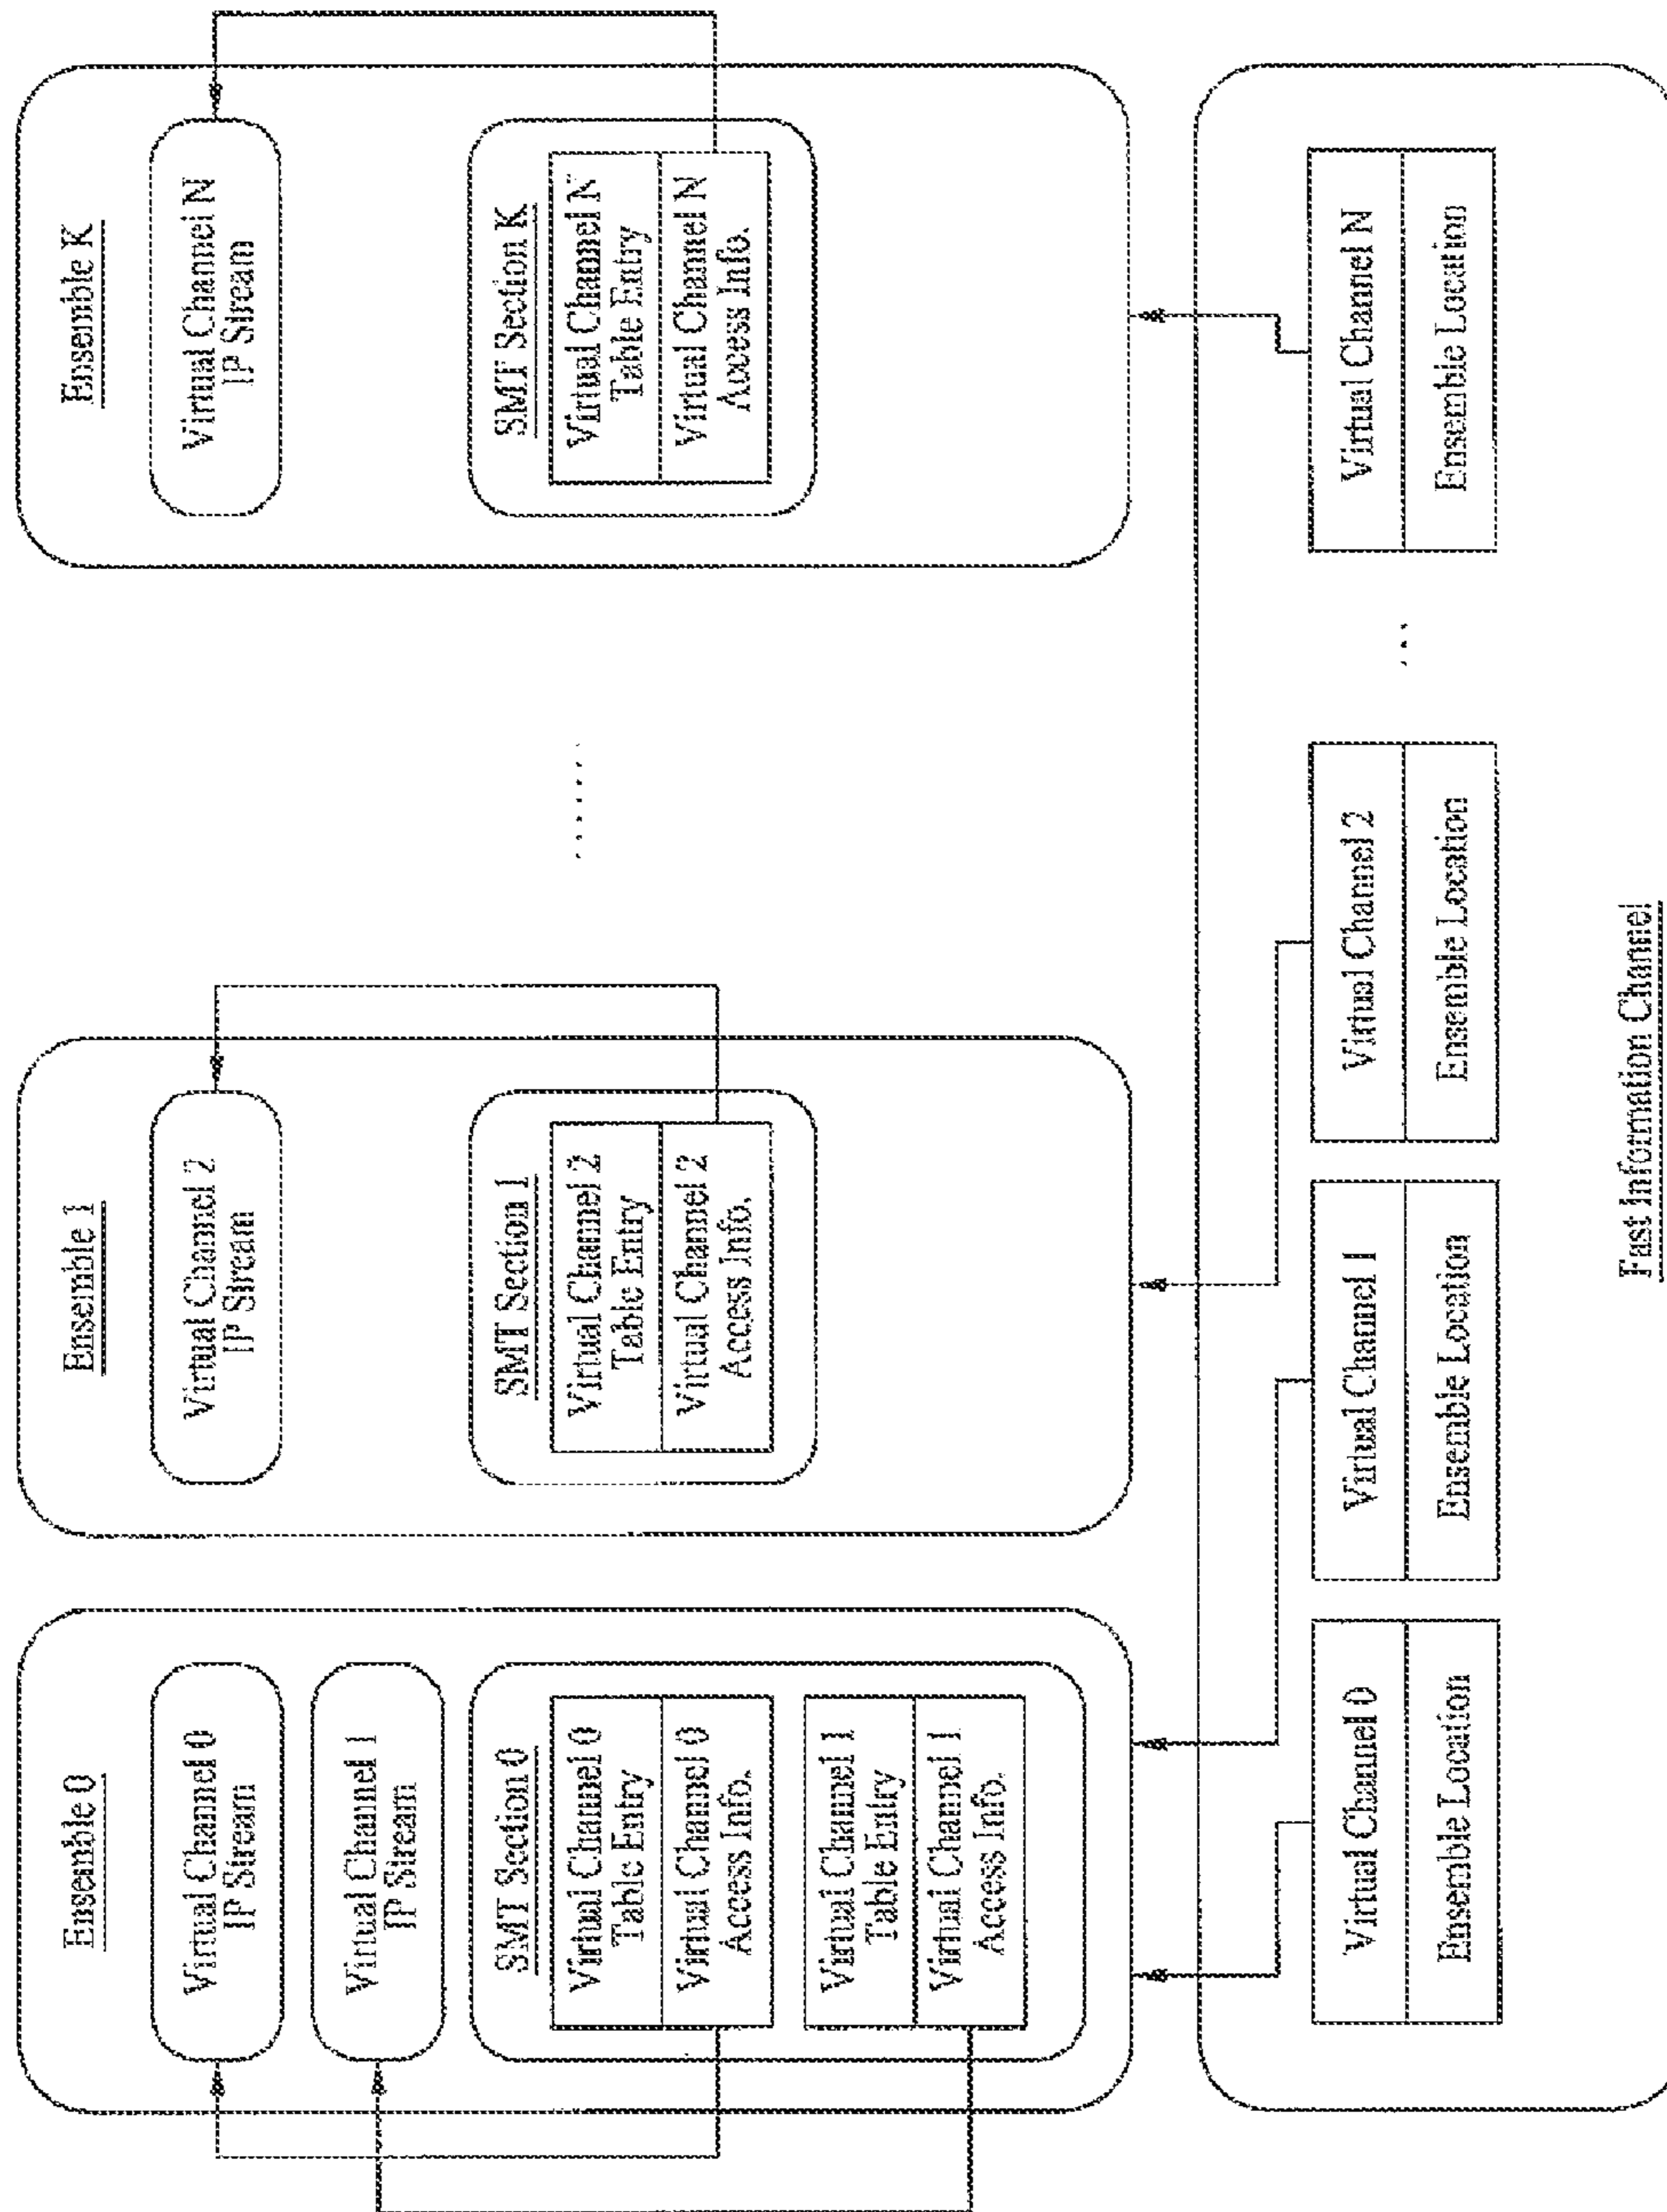 Ensemble 0
Virtual Channel 0
IP Stream
Virtual Channel 1
IP Stream
SMT Section 0
Virtual Channel 0
Table Entry
Virtual Channel 0
Access Info.
Virtual Channel 1
Table Entry
Virtual Channel 1
Access Info.
Ensemble 1
Virtual Channel 2
IP Stream
SMT Section 1
Virtual Channel 2
Table Entry
Virtual Channel 2
Access Info.
......
Ensemble K
Virtual Channel N
IP Stream
SMT Section K
Virtual Channel N
Table Entry
Virtual Channel N
Access Info.
Virtual Channel 0
Ensemble Location
Virtual Channel 1
Ensemble Location
Virtual Channel 2
Ensemble Location
...
Virtual Channel N
Ensemble Location
Fast Information Channel